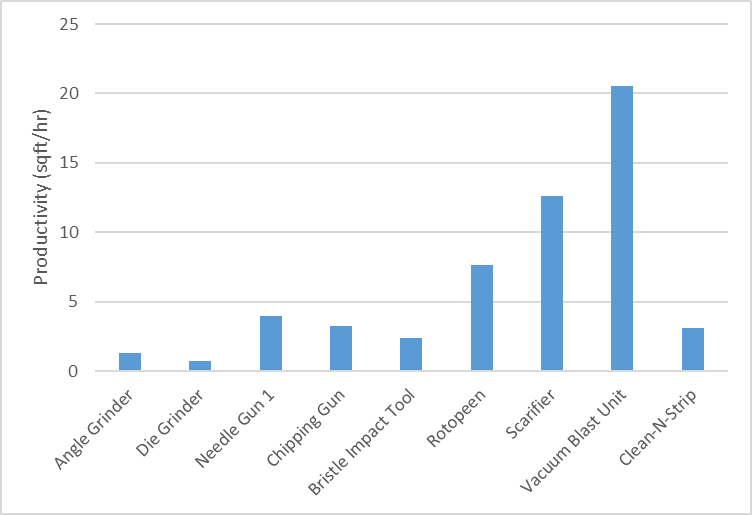 25
20
15
10
5
0
Productivity (sqft/hr)
Angle Grinder
Die Grinder
Needle Gun 1
Chipping Gun
Bristle Impact Tool
Rotopeen
Scarifier
Vacuum Blast Unit
Clean-N-Strip